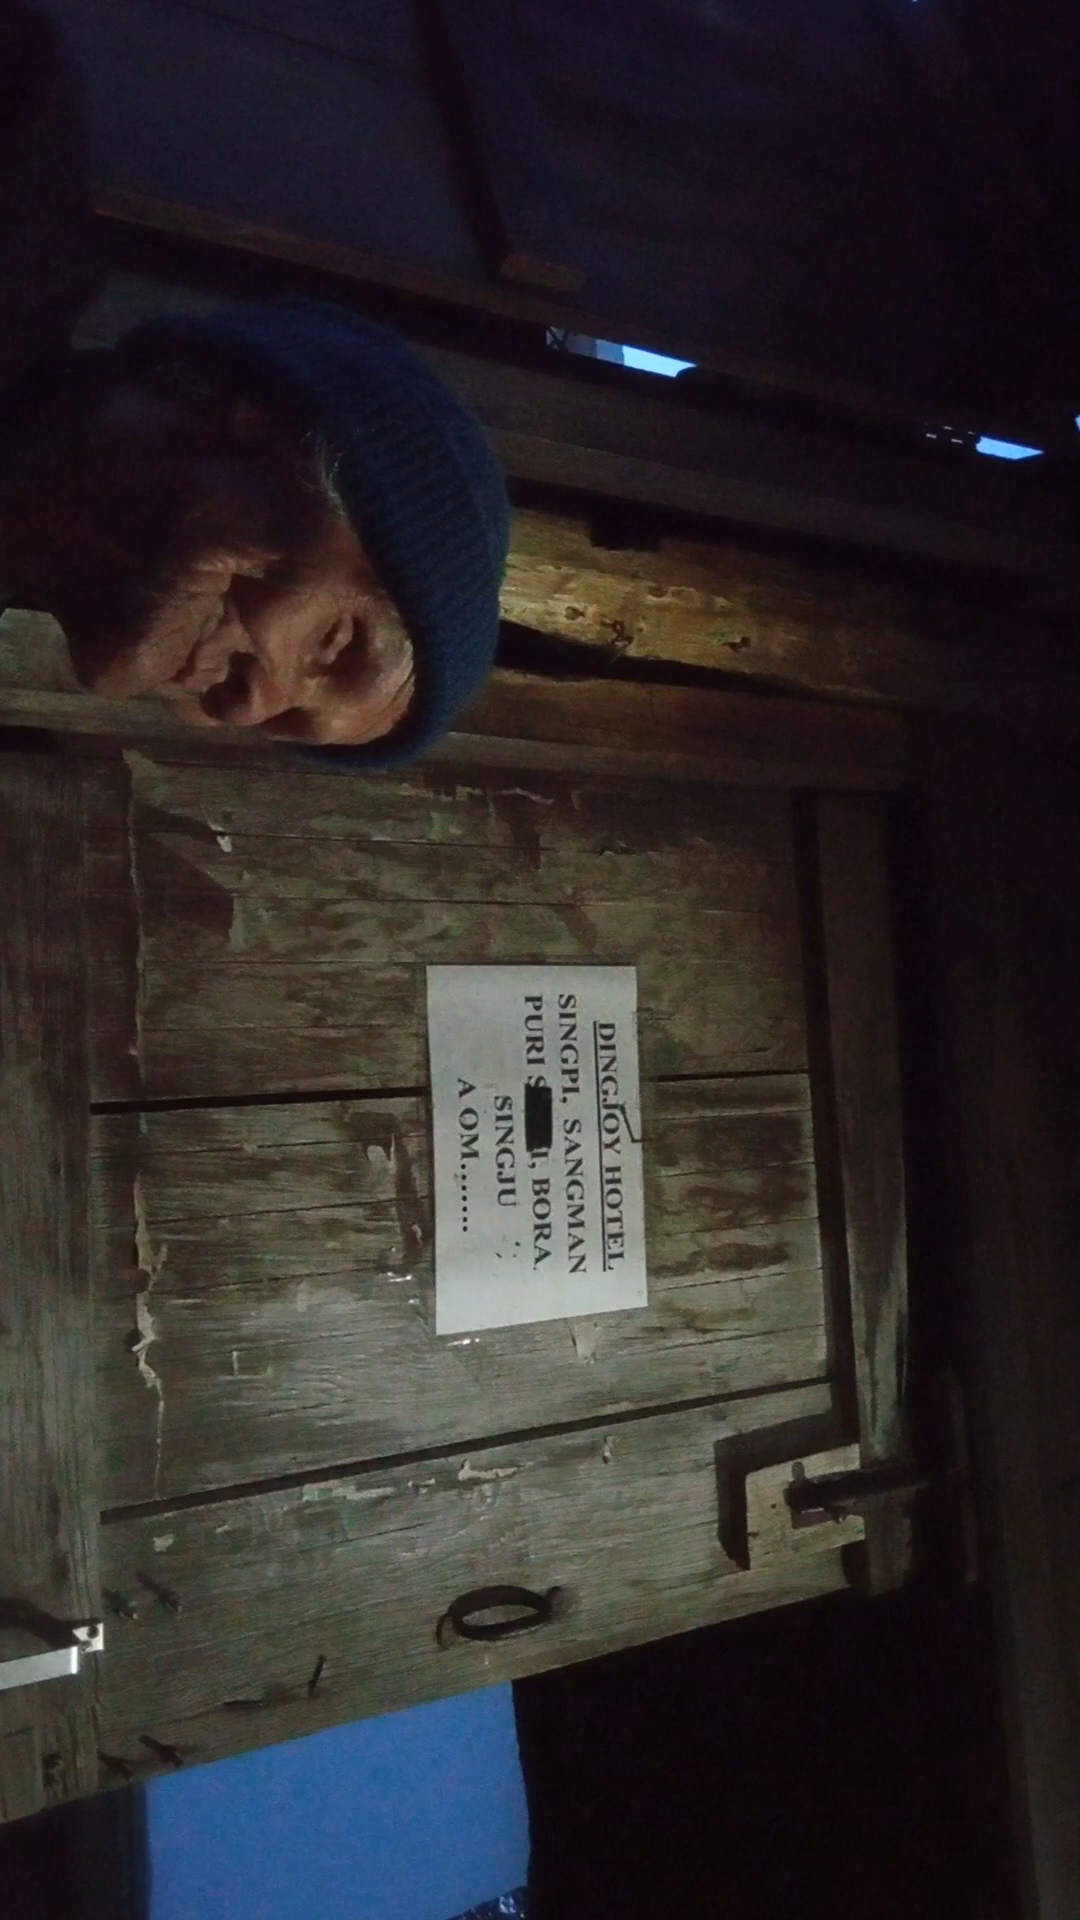 DINGJOY HOTEL
SINGPI, SANGMAN
PURI BORA.
SINGJU
A OM.......